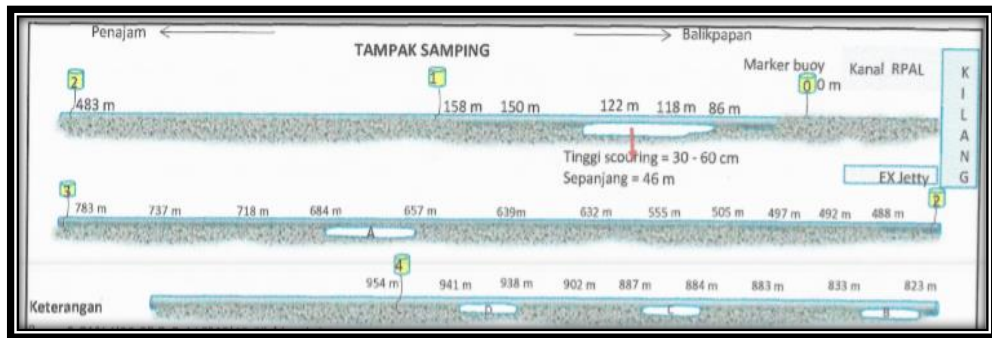 Penajam
Balikpapan
TAMPAK SAMPING
Marker buoy
Kanal RPAL
KILANG
2
1
0
0 m
483 m
158 m
150 m
122 m
118 m
86 m
Tinggi scouring = 30 - 60 cm
Sepanjang = 46 m
EX Jetty
3
2
783 m
737 m
718 m
684 m
657 m
639m
632 m
555 m
505 m
497 m
492 m
488 m
A
4
954 m
941 m
938 m
902 m
887 m
884 m
883 m
833 m
823 m
Keterangan
D
C
B